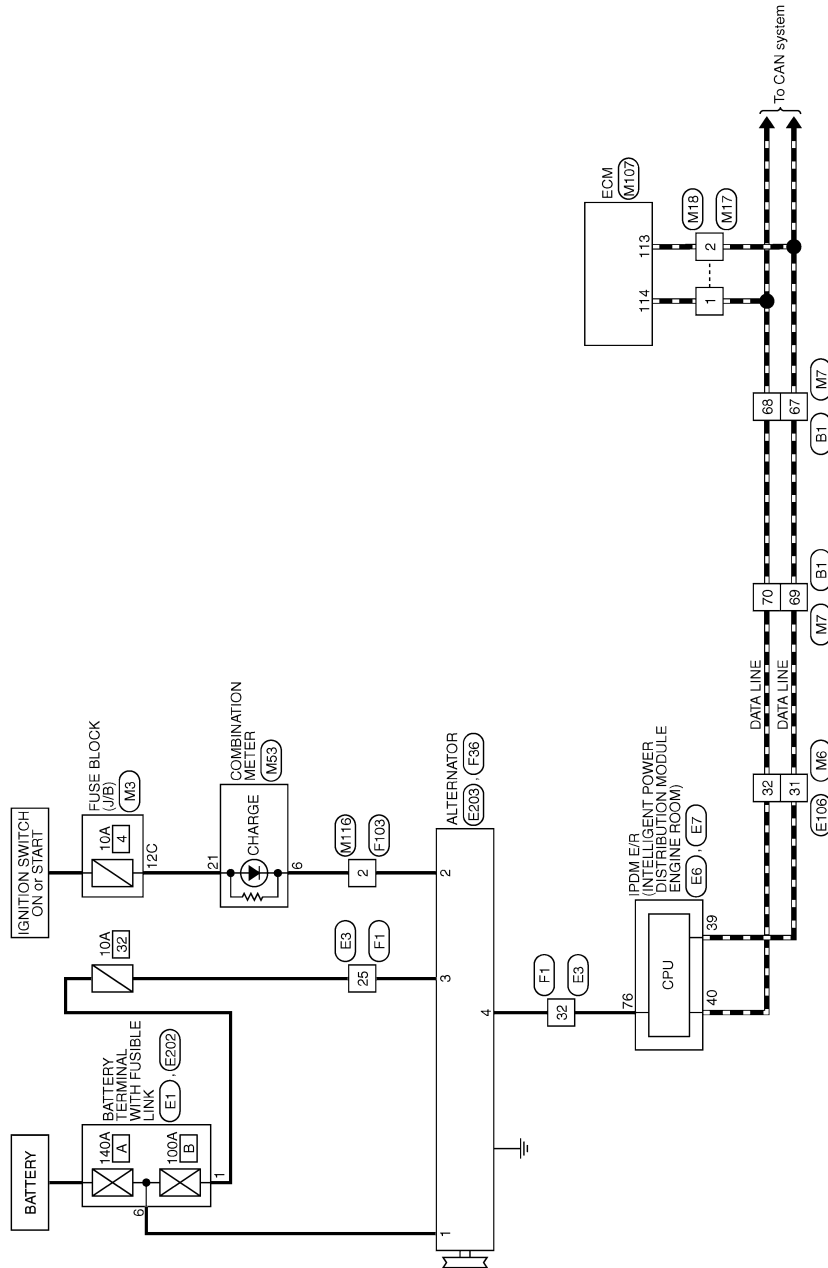 BATTERY
IGNITION SWITCH
ON or START
140A
A
100A
B
6
1
BATTERY
TERMINAL
WITH FUSIBLE
LINK
E1 , E202
10A
32
10A
4
12C
FUSE BLOCK
(J/B)
M3
21
CHARGE
6
COMBINATION
METER
M53
25
E3
F1
2
M116
F103
1
3
2
4
ALTERNATOR
E203 , F36
32
F1
E3
76
CPU
40
39
IPDM E/R
(INTELLIGENT POWER
DISTRIBUTION MODULE
ENGINE ROOM)
E6 , E7
ECM
M107
114
113
1
2
M18
M17
DATA LINE
DATA LINE
32
31
E106
M6
70
69
M7
B1
68
67
B1
M7
To CAN system